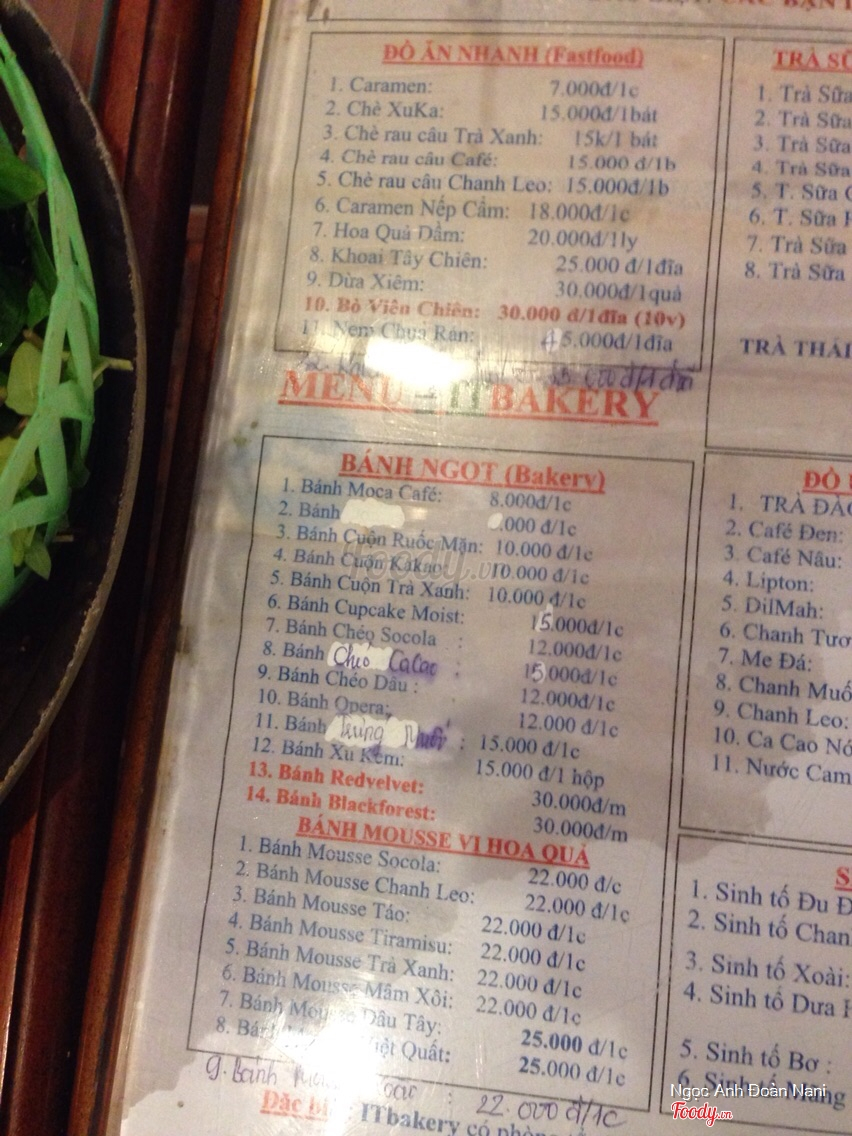 ĐỒ ĂN NHANH (Fastfood)
1. Caramen: 7.000đ/1c
2. Chè XuKa: 15.000đ/1bát
3. Chè rau câu Trà Xanh: 15k/1 bát
4. Chè rau câu Café: 15.000 đ/1b
5. Chè rau câu Chanh Leo: 15.000đ/1b
6. Caramen Nếp Cẩm: 18.000đ/1c
7. Hoa Quả Dầm: 20.000đ/1ly
8. Khoai Tây Chiên: 25.000 đ/1đĩa
9. Dừa Xiêm: 30.000đ/1quả
10. Bò Viên Chiên: 30.000 đ/1đĩa (10v)
11. Nem Chua Rán: 45.000đ/1đĩa
MENU - IT BAKERY
BÁNH NGỌT (Bakery)
1. Bánh Moca Café: 8.000đ/1c
2. Bánh .000 đ/1c
3. Bánh Cuộn Ruốc Mặn: 10.000 đ/1c
4. Bánh Cuộn Kakao: 10.000 đ/1c
5. Bánh Cuộn Trà Xanh: 10.000 đ/1c
6. Bánh Cupcake Moist: 15.000đ/1c
7. Bánh Chéo Socola : 12.000đ/1c
8. Bánh Chéo Cacao : 15.000đ/1c
9. Bánh Chéo Dâu : 12.000đ/1c
10. Bánh Opera: 12.000 đ/1c
11. Bánh Trứng Muối : 15.000 đ/1c
12. Bánh Xu Kem: 15.000 đ/1 hộp
13. Bánh Redvelvet: 30.000đ/m
14. Bánh Blackforest: 30.000đ/m
BÁNH MOUSSE VỊ HOA QUẢ
1. Bánh Mousse Socola: 22.000 đ/c
2. Bánh Mousse Chanh Leo: 22.000 đ/1c
3. Bánh Mousse Táo: 22.000 đ/1c
4. Bánh Mousse Tiramisu: 22.000 đ/1c
5. Bánh Mousse Trà Xanh: 22.000 đ/1c
6. Bánh Mousse Mâm Xôi: 22.000 đ/1c
7. Bánh Mousse Dâu Tây: 25.000 đ/1c
8. Bánh Việt Quất: 25.000 đ/1c
9. Bánh : 22.000 đ/1c
ITbakery có
TRÀ SỮ
1. Trà Sữa
2. Trà Sữa
3. Trà Sữa
4. Trà Sữa
5. T. Sữa
6. T. Sữa
7. Trà Sữa
8. Trà Sữa
TRÀ THÁI
ĐỒ
1. TRÀ ĐÀO
2. Café Đen:
3. Café Nâu:
4. Lipton:
5. DilMah:
6. Chanh Tươ
7. Me Đá:
8. Chanh Muố
9. Chanh Leo:
10. Ca Cao Nó
11. Nước Cam
S
1. Sinh tố Đu Đ
2. Sinh tố Chan
3. Sinh tố Xoài:
4. Sinh tố Dưa H
5. Sinh tố Bơ :
6. Sinh tố Măng
Foody.vn
Ngọc Anh Đoàn Nani
Foody.vn